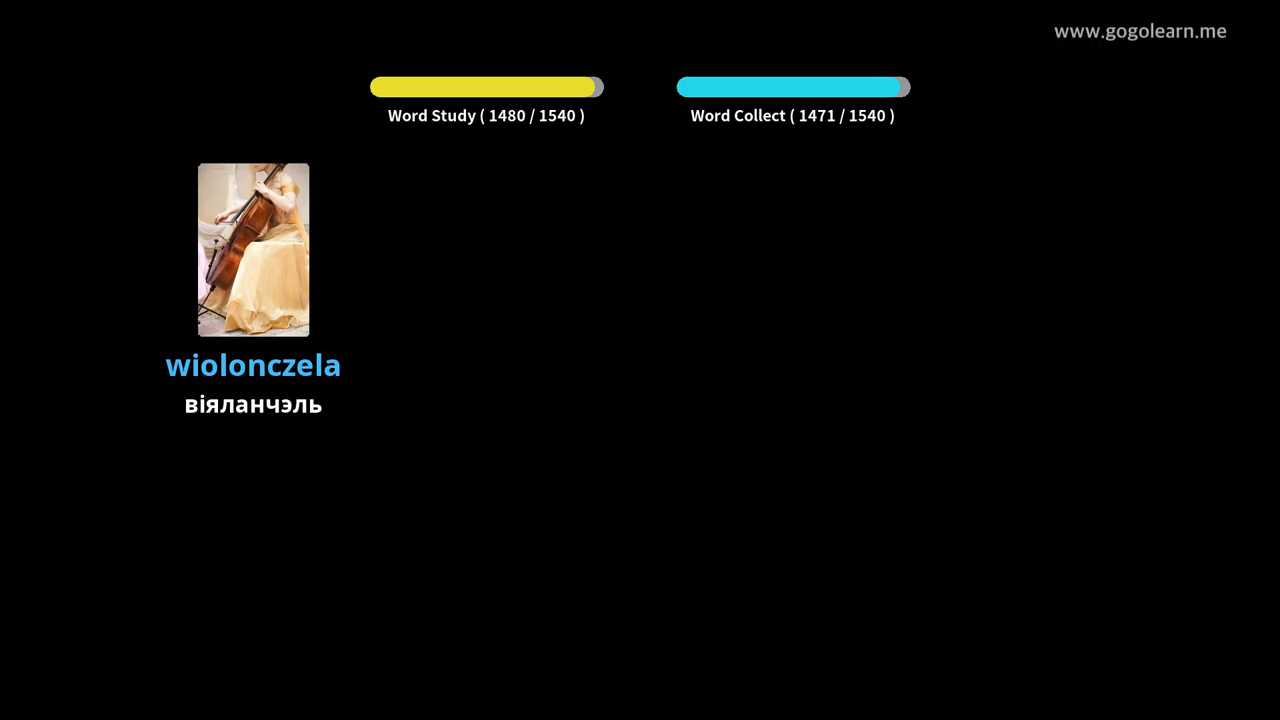 www.gogolearn.me
Word Study ( 1480 / 1540 )
Word Collect ( 1471 / 1540 )
wiolonczela
віяланчэль